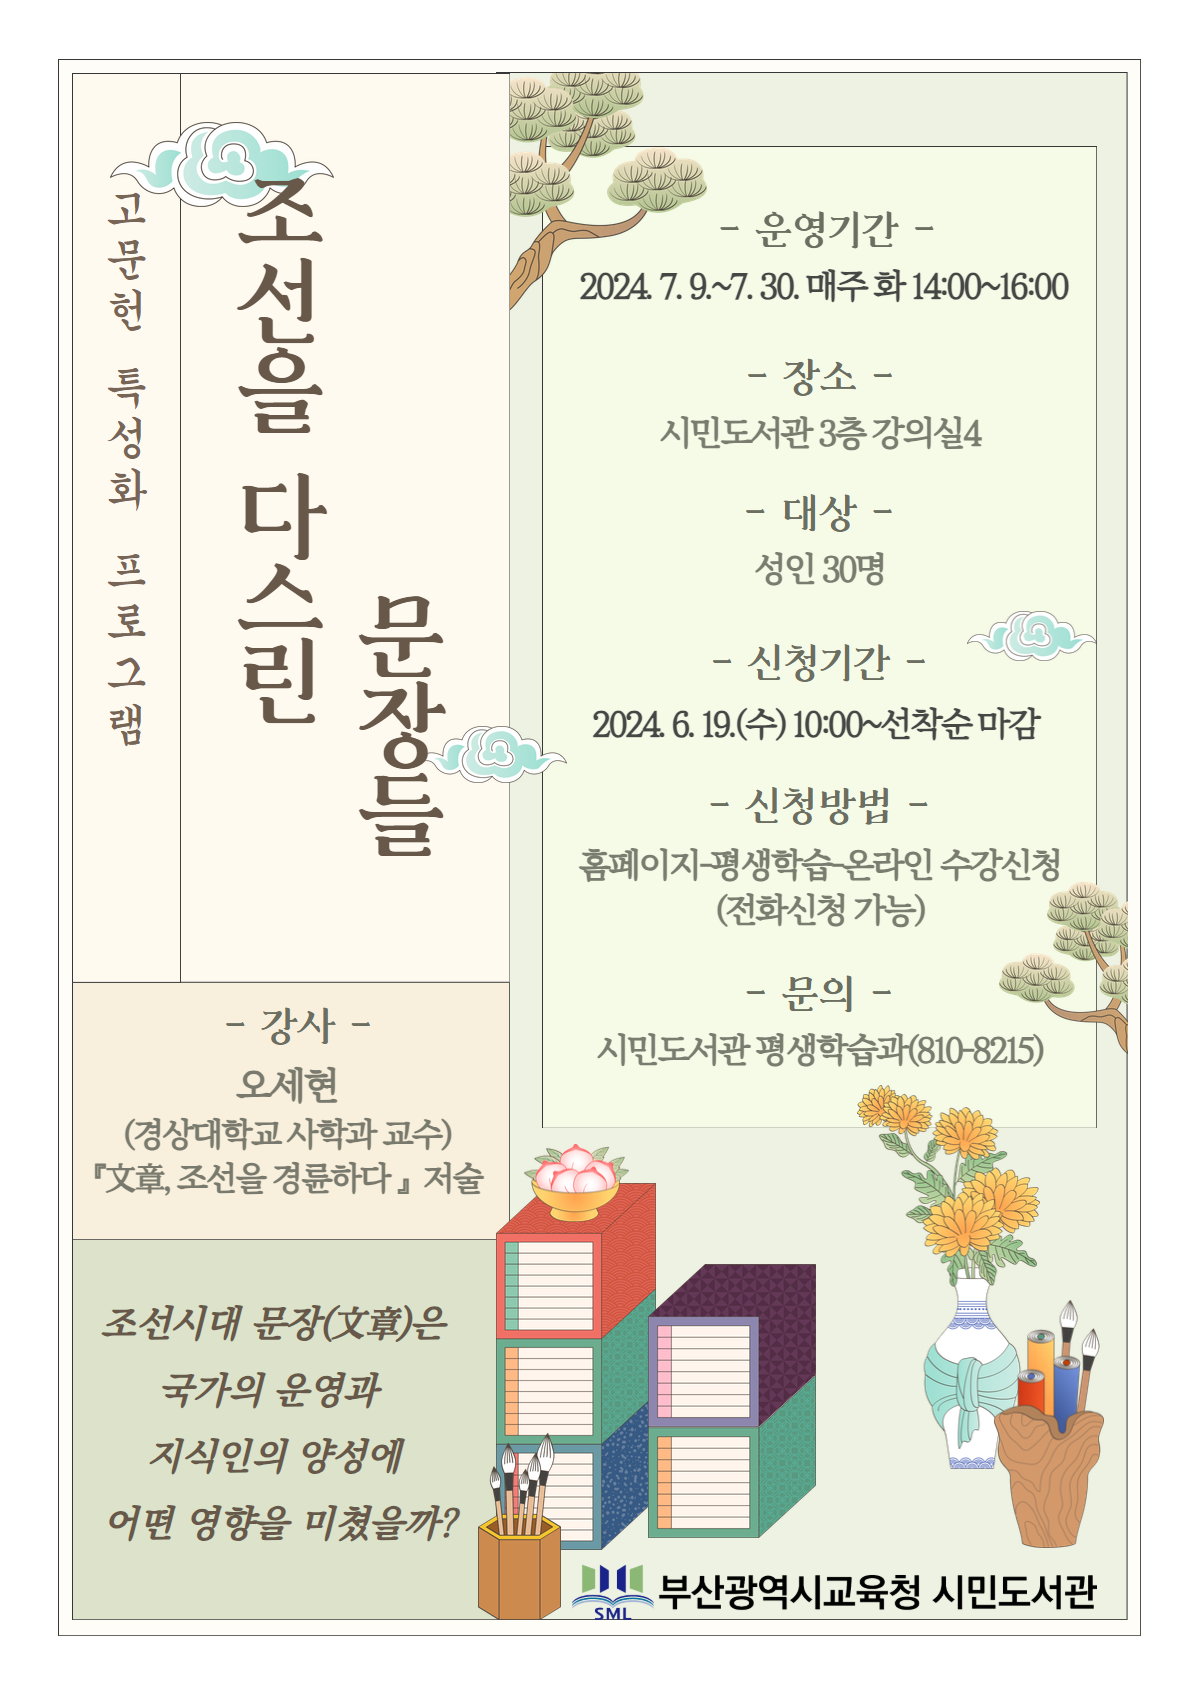 고문헌 특성화 프로그램
조선을 다스린
문장들
- 강사 -
오세현
(경상대학교 사학과 교수)
『文章, 조선을 경륜하다』 저술
조선시대 문장(文章)은
국가의 운영과
지식인의 양성에
어떤 영향을 미쳤을까?
- 운영기간 -
2024. 7. 9.~7. 30. 매주 화 14:00~16:00
- 장소 -
시민도서관 3층 강의실4
- 대상 -
성인 30명
- 신청기간 -
2024. 6. 19.(수) 10:00~선착순 마감
- 신청방법 -
홈페이지-평생학습-온라인 수강신청
(전화신청 가능)
- 문의 -
시민도서관 평생학습과(810-8215)
SML
부산광역시교육청 시민도서관